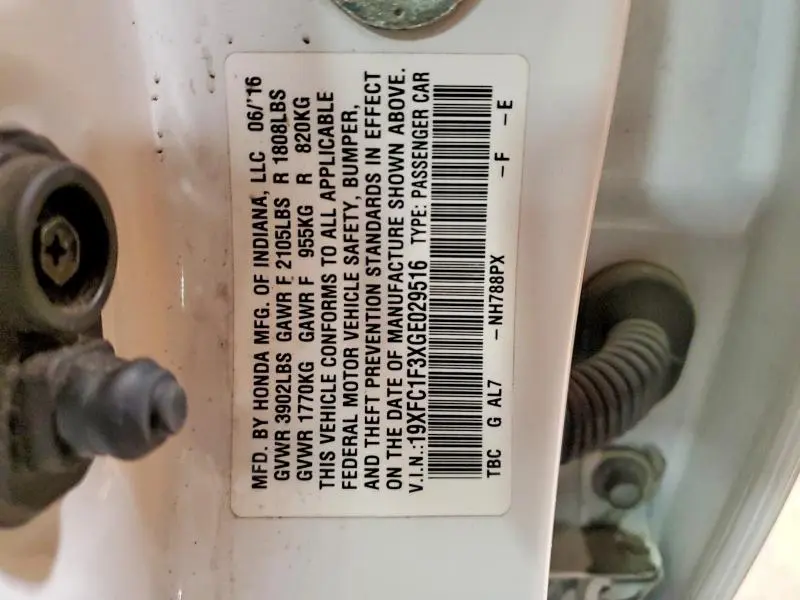 MFD. BY HONDA MFG. OF INDIANA, LLC 06/'16
GVWR 3902LBS GAWR F 2105LBS R 1808LBS
GVWR 1770KG GAWR F 955KG R 820KG
THIS VEHICLE CONFORMS TO ALL APPLICABLE
FEDERAL MOTOR VEHICLE SAFETY, BUMPER,
AND THEFT PREVENTION STANDARDS IN EFFECT
ON THE DATE OF MANUFACTURE SHOWN ABOVE.
V.I.N.:19XFC1F3XGE029516 TYPE: PASSENGER CAR
TBC G AL7 -NH788PX -F -E